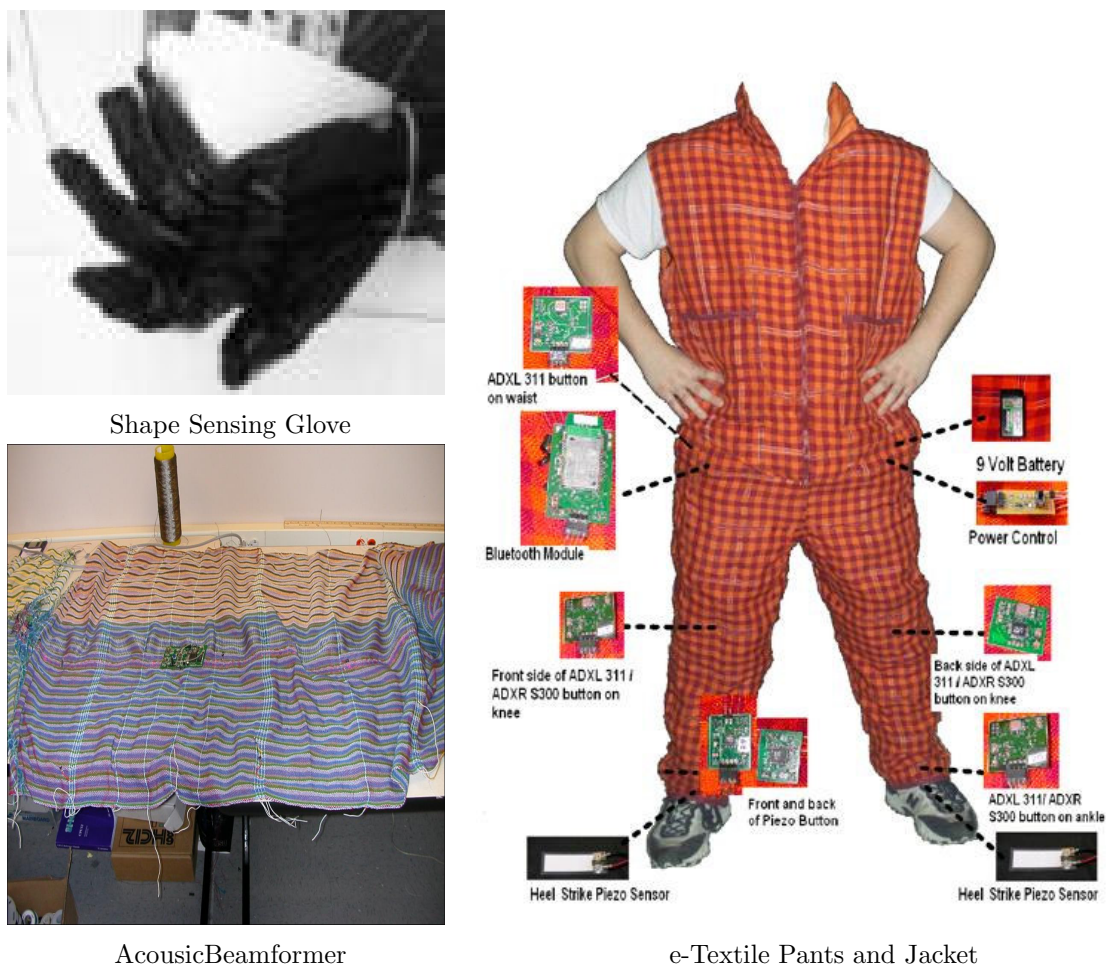 Shape Sensing Glove
AcousicBeamformer
ADXL 311 button
on waist
Bluetooth Module
Front side of ADXL 311 /
ADXR S300 button on
knee
9 Volt Battery
Power Control
Back side of ADXL
311 / ADXR S300
button on knee
Front and back
of Piezo Button
ADXL 311/ ADXR
S300 button on ankle
Heel Strike Piezo Sensor
Heel Strike Piezo Sensor
e-Textile Pants and Jacket